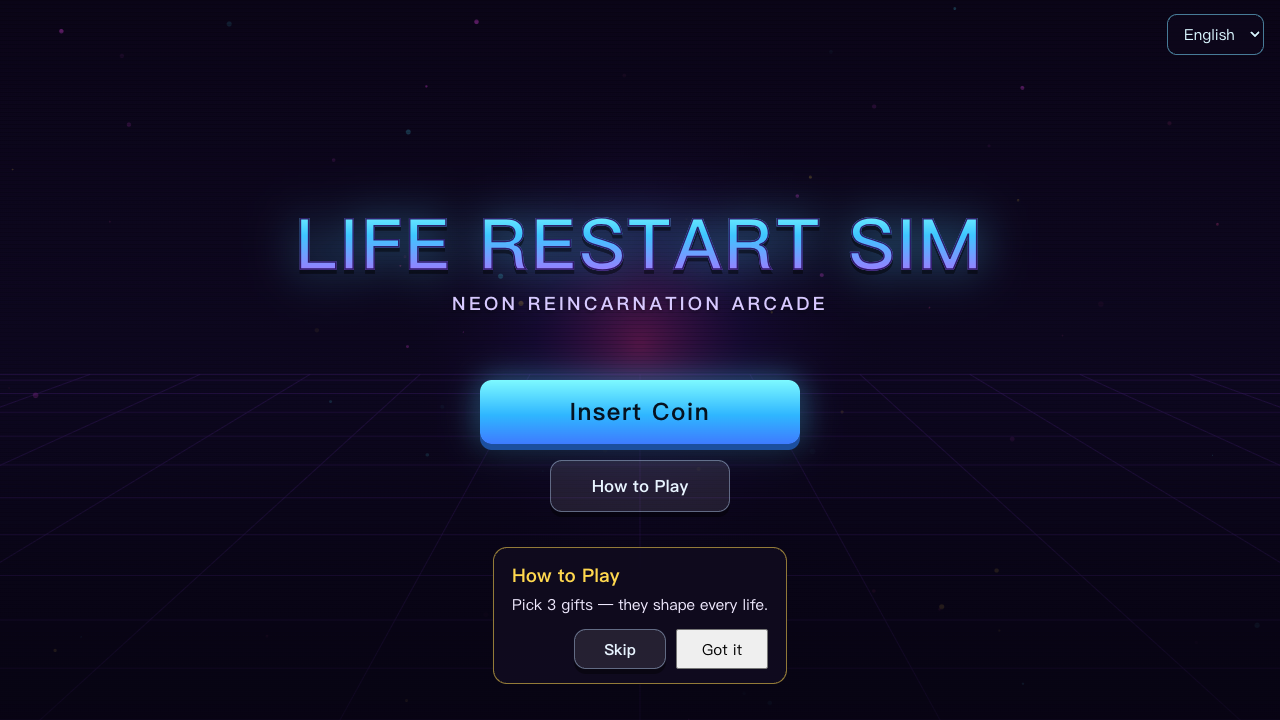 English
LIFE RESTART SIM
NEON REINCARNATION ARCADE
Insert Coin
How to Play
How to Play
Pick 3 gifts — they shape every life.
Skip
Got it